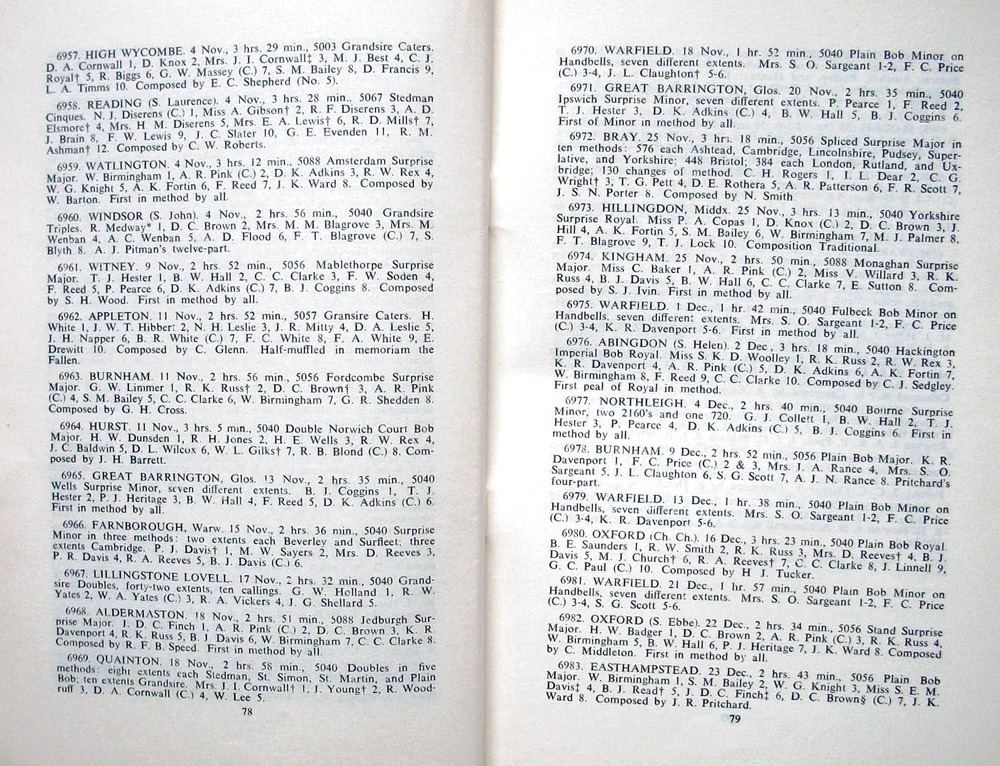 6957. HIGH WYCOMBE. 4 Nov., 3 hrs. 29 min., 5003 Grandsire Caters.
D. A. Cornwall 1, D. Knox 2, Mrs. J. I. Cornwall‡ 3, M. J. Best 4, C. J.
Royal† 5, R. Biggs 6, G. W. Massey (C.) 7, S. M. Bailey 8, D. Francis 9,
L. A. Timms 10. Composed by E. C. Shepherd (No. 5).
6958. READING (S. Laurence). 4 Nov., 3 hrs. 28 min., 5067 Stedman
Cinques. N. J. Diserens (C.) 1, Miss A. Gibson† 2, R. F. Diserens 3, A. D.
Elsmore† 4, Mrs. H. M. Diserens 5, Mrs. E. A. Lewis† 6, R. D. Mills† 7,
J. Brain 8, F. W. Lewis 9, J. C. Slater 10, G. E. Evenden 11, R. M.
Ashman† 12. Composed by C. W. Roberts.
6959. WATLINGTON. 4 Nov., 3 hrs. 12 min., 5088 Amsterdam Surprise
Major. W. Birmingham 1, A. R. Pink (C.) 2, D. K. Adkins 3, R. W. Rex 4,
W. G. Knight 5, A. K. Fortin 6, F. Reed 7, J. K. Ward 8. Composed by
W. Barton. First in method by all.
6960. WINDSOR (S. John). 4 Nov., 2 hrs. 56 min., 5040 Grandsire
Triples. R. Medway* 1, D. C. Brown 2, Mrs. M. M. Blagrove 3, Mrs. M.
Wenban 4, A. C. Wenban 5, A. D. Flood 6, F. T. Blagrove (C.) 7, S.
Blyth 8. A. J. Pitman's twelve-part.
6961. WITNEY. 9 Nov., 2 hrs. 52 min., 5056 Mablethorpe Surprise
Major. T. J. Hester 1, B. W. Hall 2, C. C. Clarke 3, F. W. Soden 4,
F. Reed 5, P. Pearce 6, D. K. Adkins (C.) 7, B. J. Coggins 8. Composed
by S. H. Wood. First in method by all.
6962. APPLETON. 11 Nov., 2 hrs. 52 min., 5057 Gransire Caters. H.
White 1, J. W. T. Hibbert 2, N. H. Leslie 3, J. R. Mitty 4, D. A. Leslie 5,
J. H. Napper 6, B. R. White (C.) 7, F. C. White 8, F. A. White 9, E.
Drewitt 10. Composed by C. Glenn. Half-muffled in memoriam the
Fallen.
6963. BURNHAM. 11 Nov., 2 hrs. 56 min., 5056 Fordcombe Surprise
Major. G. W. Limmer 1, R. K. Russ† 2, D. C. Brown† 3, A. R. Pink
(C.) 4, S. M. Bailey 5, C. C. Clarke 6, W. Birmingham 7, G. R. Shedden 8.
Composed by G. H. Cross.
6964. HURST. 11 Nov., 3 hrs. 5 min., 5040 Double Norwich Court Bob
Major. H. W. Dunsden 1, R. H. Jones 2, H. E. Wells 3, R. W. Rex 4,
J. C. Baldwin 5, D. L. Wilcox 6, W. L. Gilks† 7, R. B. Blond (C.) 8. Com-
posed by J. H. Barrett.
6965. GREAT BARRINGTON, Glos. 13 Nov., 2 hrs. 35 min., 5040
Wells Surprise Minor, seven different extents. B. J. Coggins 1, T. J.
Hester 2, P. J. Heritage 3, B. W. Hall 4, F. Reed 5, D. K. Adkins (C.) 6.
First in method by all.
6966. FARNBOROUGH, Warw. 15 Nov., 2 hrs. 36 min., 5040 Surprise
Minor in three methods: two extents each Beverley and Surfleet; three
extents Cambridge. P. J. Davis† 1, M. W. Sayers 2, Mrs. D. Reeves 3,
P. R. Davis 4, R. A. Reeves 5, B. J. Davis (C.) 6.
6967. LILLINGSTONE LOVELL. 17 Nov., 2 hrs. 32 min., 5040 Grand-
sire Doubles, forty-two extents, ten callings. G. W. Holland 1, R. W.
Yates 2, W. A. Yates (C.) 3, R. A. Vickers 4, J. G. Shellard 5.
6968. ALDERMASTON. 18 Nov., 2 hrs. 51 min., 5088 Jedburgh Sur-
prise Major. J. D. C. Finch 1, A. R. Pink (C.) 2, D. C. Brown 3, K. R.
Davenport 4, R. K. Russ 5, B. J. Davis 6, W. Birmingham 7, C. C. Clarke 8.
Composed by R. F. B. Speed. First in method by all.
6969. QUAINTON. 18 Nov., 2 hrs. 58 min., 5040 Doubles in five
methods: eight extents each Stedman, St. Simon, St. Martin, and Plain
Bob; ten extents Grandsire. Mrs. J. I. Cornwall† 1, J. Young† 2, R. Wood-
ruff 3, D. A. Cornwall (C.) 4, W. Lee 5.
78
6970. WARFIELD. 18 Nov., 1 hr. 52 min., 5040 Plain Bob Minor on
Handbells, seven different extents. Mrs. S. O. Sargeant 1-2, F. C. Price
(C.) 3-4, J. L. Claughton† 5-6.
6971. GREAT BARRINGTON, Glos. 20 Nov., 2 hrs. 35 min., 5040
Ipswich Surprise Minor, seven different extents. P. Pearce 1, F. Reed 2,
T. J. Hester 3, D. K. Adkins (C.) 4, B. W. Hall 5, B. J. Coggins 6.
First of Minor in method by all.
6972. BRAY. 25 Nov., 3 hrs. 18 min., 5056 Spliced Surprise Major in
ten methods: 576 each Ashtead, Cambridge, Lincolnshire, Pudsey, Super-
lative, and Yorkshire; 448 Bristol; 384 each London, Rutland, and Ux-
bridge; 130 changes of method. C. H. Rogers 1, I. L. Dear 2, C. G.
Wright† 3, T. G. Pett 4, D. E. Rothera 5, A. R. Patterson 6, F. R. Scott 7,
J. S. N. Porter 8. Composed by N. Smith.
6973. HILLINGDON, Middx. 25 Nov., 3 hrs. 13 min., 5040 Yorkshire
Surprise Royal. Miss P. A. Copas 1, D. Knox (C.) 2, D. C. Brown 3, J.
Hill 4, A. K. Fortin 5, S. M. Bailey 6, W. Birmingham 7, M. J. Palmer 8,
F. T. Blagrove 9, T. J. Lock 10. Composition Traditional.
6974. KINGHAM. 25 Nov., 2 hrs. 50 min., 5088 Monaghan Surprise
Major. Miss C. Baker 1, A. R. Pink (C.) 2, Miss V. Willard 3, R. K.
Russ 4, B. J. Davis 5, B. W. Hall 6, C. C. Clarke 7, E. Sutton 8. Com-
posed by S. J. Ivin. First in method by all.
6975. WARFIELD. 1 Dec., 1 hr. 42 min., 5040 Fulbeck Bob Minor on
Handbells, seven different extents. Mrs. S. O. Sargeant 1-2, F. C. Price
(C.) 3-4, K. R. Davenport 5-6. First in method by all.
6976. ABINGDON (S. Helen). 2 Dec., 3 hrs. 18 min., 5040 Hackington
Imperial Bob Royal. Miss S. K. D. Woolley 1, R. K. Russ 2, R. W. Rex 3,
K. R. Davenport 4, A. R. Pink (C.) 5, D. K. Adkins 6, A. K. Fortin 7,
W. Birmingham 8, F. Reed 9, C. C. Clarke 10. Composed by C. J. Sedgley.
First peal of Royal in method.
6977. NORTHLEIGH. 4 Dec., 2 hrs. 40 min., 5040 Bourne Surprise
Minor, two 2160's and one 720. G. J. Collett 1, B. W. Hall 2, T. J.
Hester 3, P. Pearce 4, D. K. Adkins (C.) 5, B. J. Coggins 6. First in
method by all.
6978. BURNHAM. 9 Dec., 2 hrs. 52 min., 5056 Plain Bob Major. K. R.
Davenport 1, F. C. Price (C.) 2 & 3, Mrs. J. A. Rance 4, Mrs. S. O.
Sargeant 5, J. L. Claughton 6, S. G. Scott 7, A. J. N. Rance 8. Pritchard's
four-part.
6979. WARFIELD. 13 Dec., 1 hr. 38 min., 5040 Plain Bob Minor on
Handbells, seven different extents. Mrs. S. O. Sargeant 1-2, F. C. Price
(C.) 3-4, K. R. Davenport 5-6.
6980. OXFORD (Ch. Ch.). 16 Dec., 3 hrs. 23 min., 5040 Plain Bob Royal.
B. E. Saunders 1, R. W. Smith 2, R. K. Russ 3, Mrs. D. Reeves† 4, B. J.
Davis 5, M. J. Church† 6, R. A. Reeves† 7, C. C. Clarke 8, J. Linnell 9,
G. C. Paul (C.) 10. Composed by H. J. Tucker.
6981. WARFIELD. 21 Dec., 1 hr. 57 min., 5040 Plain Bob Minor on
Handbells, seven different extents. Mrs. S. O. Sargeant 1-2, F. C. Price
(C.) 3-4, S. G. Scott 5-6.
6982. OXFORD (S. Ebbe). 22 Dec., 2 hrs. 34 min., 5056 Stand Surprise
Major. H. W. Badger 1, D. C. Brown 2, A. R. Pink (C.) 3, R. K. Russ 4,
W. Birmingham 5, B. W. Hall 6, P. J. Heritage 7, J. K. Ward 8. Composed
by C. Middleton. First in method by all.
6983. EASTHAMPSTEAD. 23 Dec., 2 hrs. 43 min., 5056 Plain Bob
Major. W. Birmingham 1, S. M. Bailey 2, W. G. Knight 3, Miss S. E. M.
Davis‡ 4, B. J. Read† 5, J. D. C. Finch‡ 6, D. C. Brown§ (C.) 7, J. K.
Ward 8. Composed by J. R. Pritchard.
79